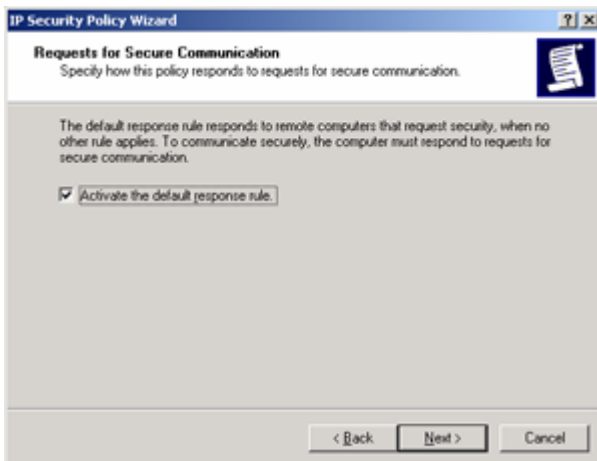 IP Security Policy Wizard
Requests for Secure Communication
Specify how this policy responds to requests for secure communication.
The default response rule responds to remote computers that request security, when no
other rule applies. To communicate securely, the computer must respond to requests for
secure communication.
Activate the default response rule.
< Back Next > Cancel